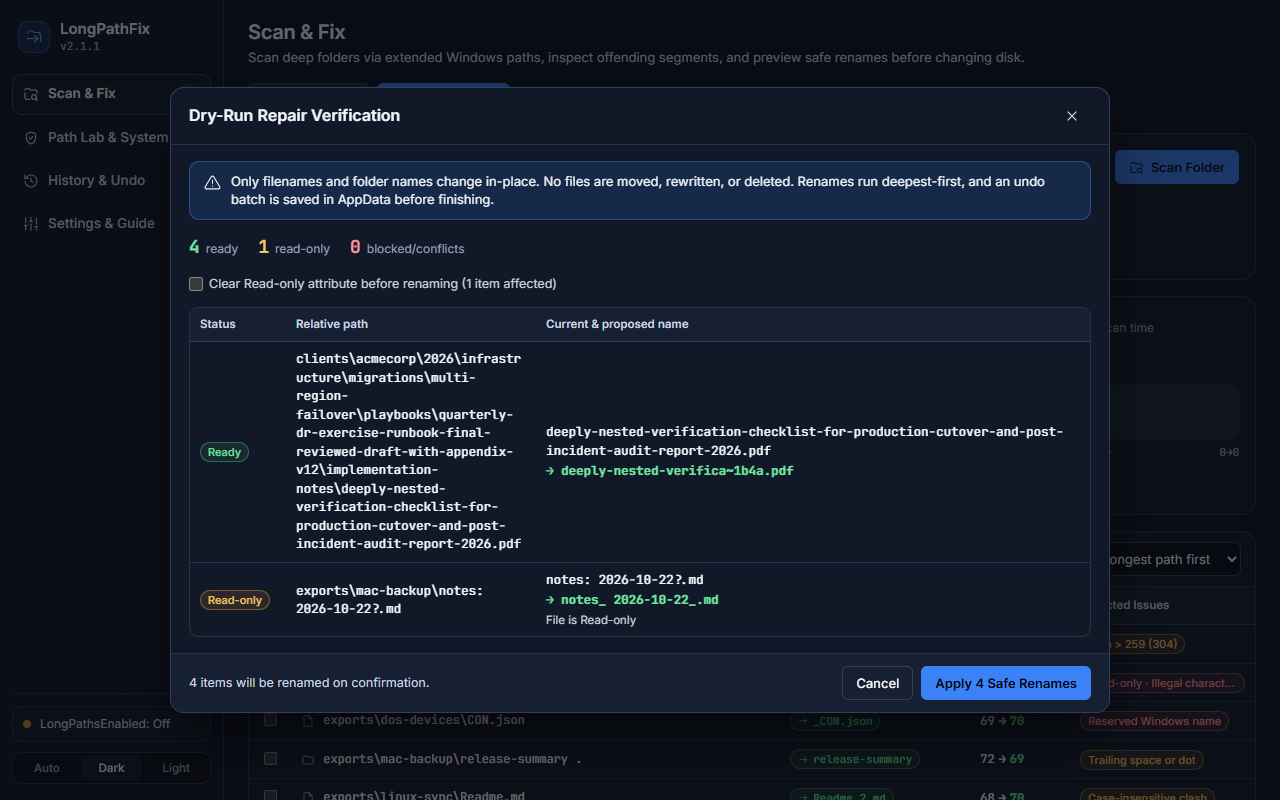 LongPathFix
v2.1.1
Scan & Fix
Path Lab & System
History & Undo
Settings & Guide
LongPathsEnabled: Off
Auto
Dark
Light
Scan & Fix
Scan deep folders via extended Windows paths, inspect offending segments, and preview safe renames before changing disk.
Scan Folder
Dry-Run Repair Verification
Only filenames and folder names change in-place. No files are moved, rewritten, or deleted. Renames run deepest-first, and an undo
batch is saved in AppData before finishing.
4 ready 1 read-only 0 blocked/conflicts
Clear Read-only attribute before renaming (1 item affected)
Status Relative path Current & proposed name
Ready
clients\acmecorp\2026\infrastr
ucture\migrations\multi-
region-
failover\playbooks\quarterly-
dr-exercise-runbook-final-
reviewed-draft-with-appendix-
v12\implementation-
notes\deeply-nested-
verification-checklist-for-
production-cutover-and-post-
incident-audit-report-2026.pdf
deeply-nested-verification-checklist-for-production-cutover-and-post-
incident-audit-report-2026.pdf
→ deeply-nested-verifica~1b4a.pdf
Read-only
exports\mac-backup\notes:
2026-10-22?.md
notes: 2026-10-22?.md
→ notes_ 2026-10-22_.md
File is Read-only
4 items will be renamed on confirmation.
Cancel
Apply 4 Safe Renames
can time
0→0
ongest path first
cted Issues
> 259 (304)
d-only · Illegal charact...
exports\dos-devices\CON.json → _CON.json 69 → 70 Reserved Windows name
exports\mac-backup\release-summary . → release-summary 72 → 69 Trailing space or dot
exports\linux-sync\Readme.md → Readme_2.md 68 → 70 Case-insensitive clash